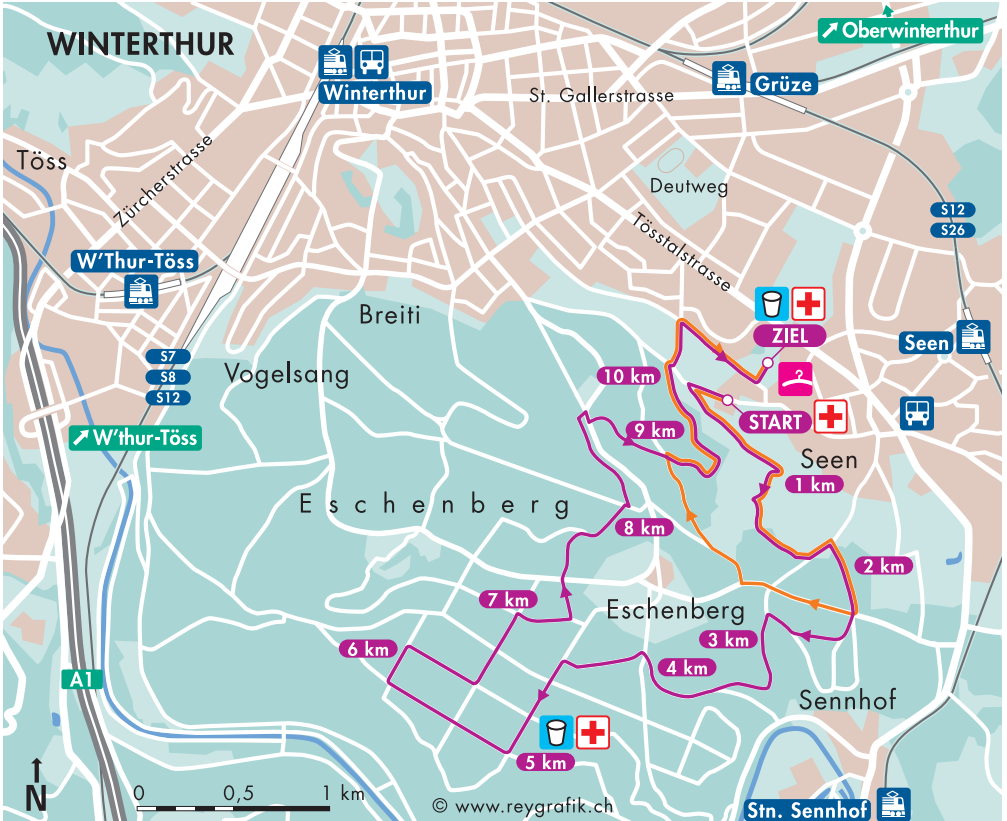 WINTERTHUR
Oberwinterthur
Winterthur
Grüze
St. Gallerstrasse
Töss
Zürcherstrasse
Deutweg
S12
S26
Tösstalstrasse
W'Thur-Töss
Breiti
ZIEL
Seen
S7
S8
S12
Vogelsang
10 km
START
W'thur-Töss
9 km
Seen
1 km
Eschenberg
8 km
2 km
7 km
Eschenberg
3 km
6 km
4 km
A1
Sennhof
5 km
N
0 0,5 1 km
© www.reygrafik.ch
Stn. Sennhof